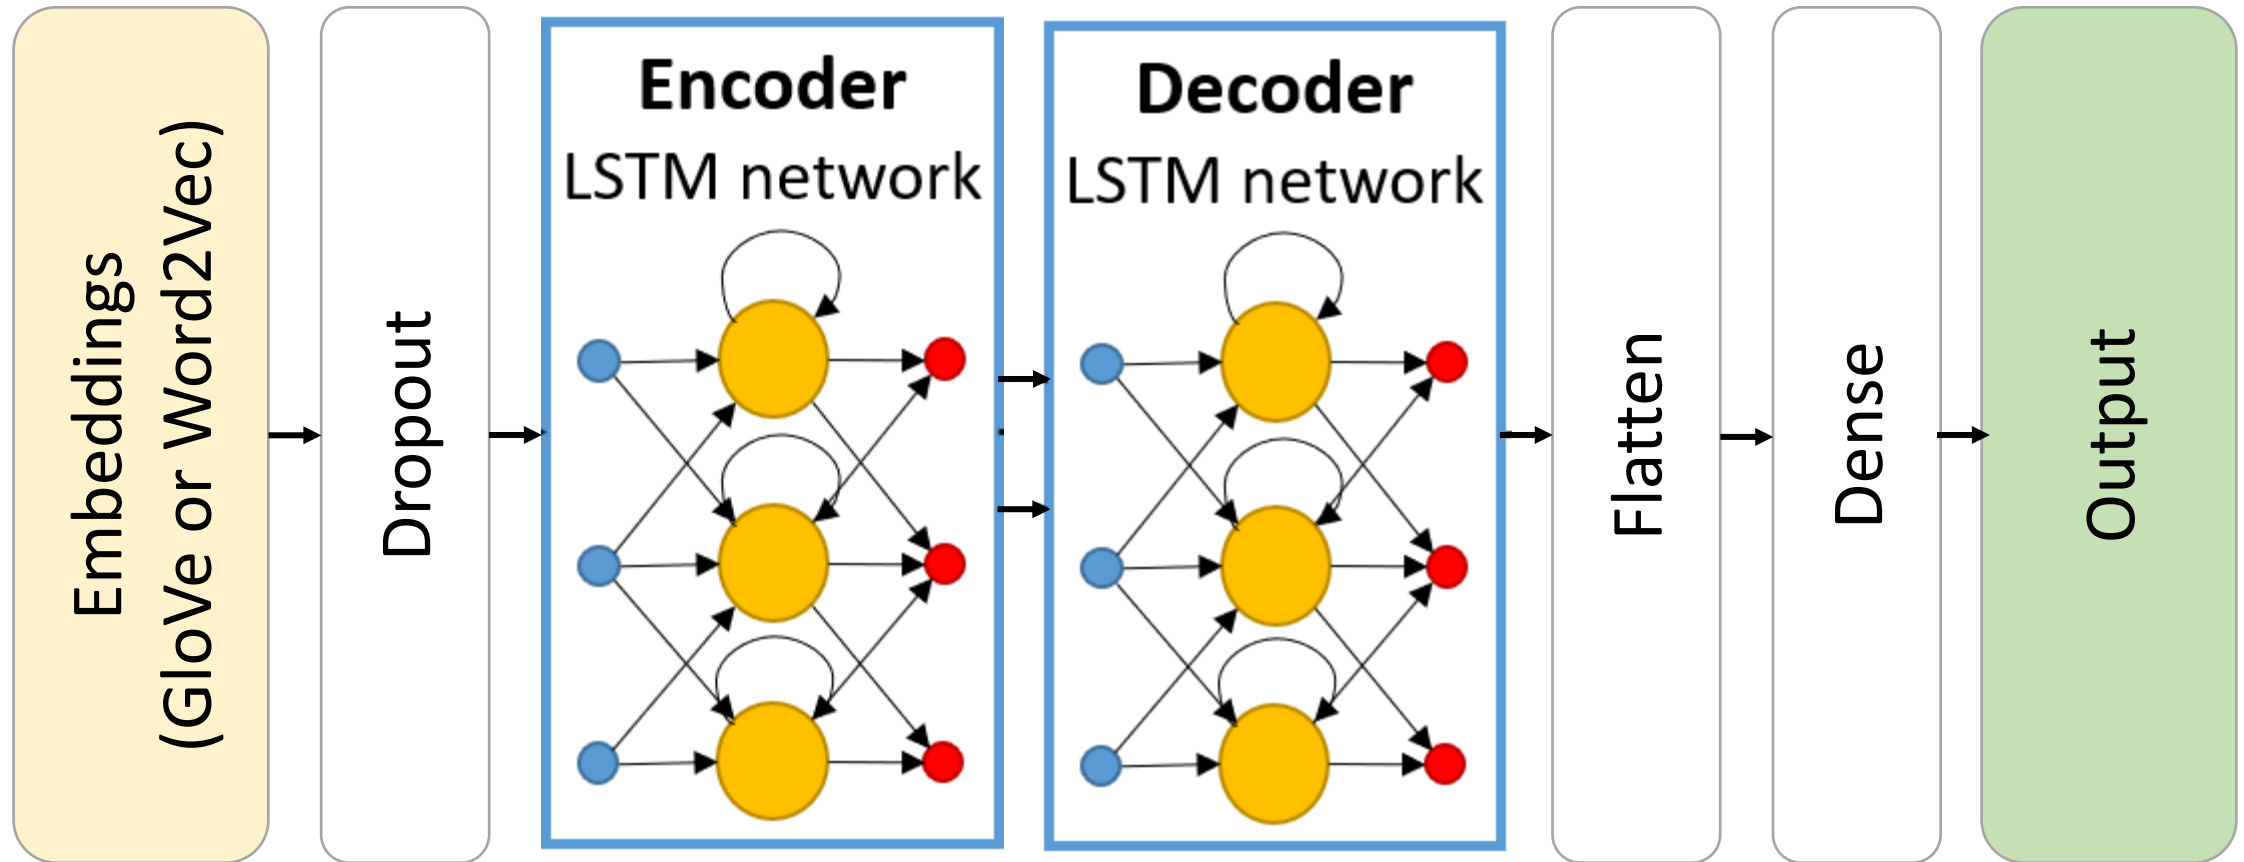 Embeddings
(GloVe or Word2Vec)
Dropout
Encoder
LSTM network
Decoder
LSTM network
Flatten
Dense
Output